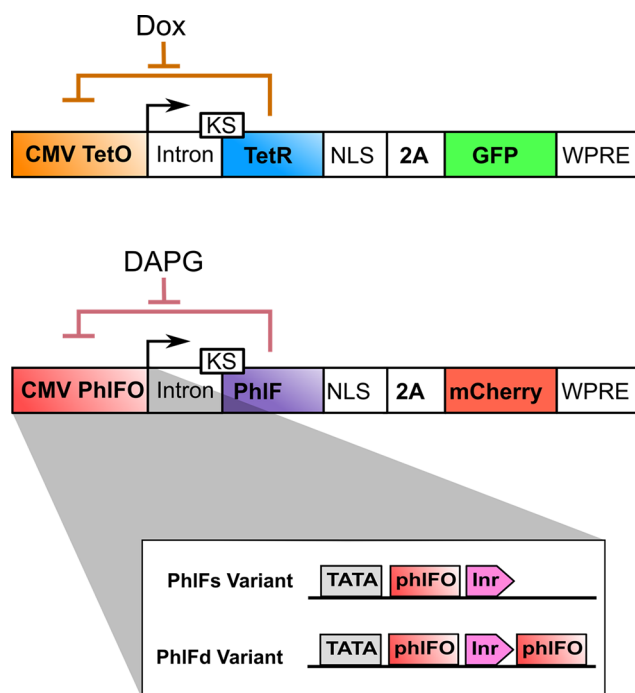 Dox
KS
CMV TetO Intron TetR NLS 2A GFP WPRE
DAPG
KS
CMV PhlFO Intron PhlF NLS 2A mCherry WPRE
PhlFs Variant TATA phlFO Inr
PhlFd Variant TATA phlFO Inr phlFO